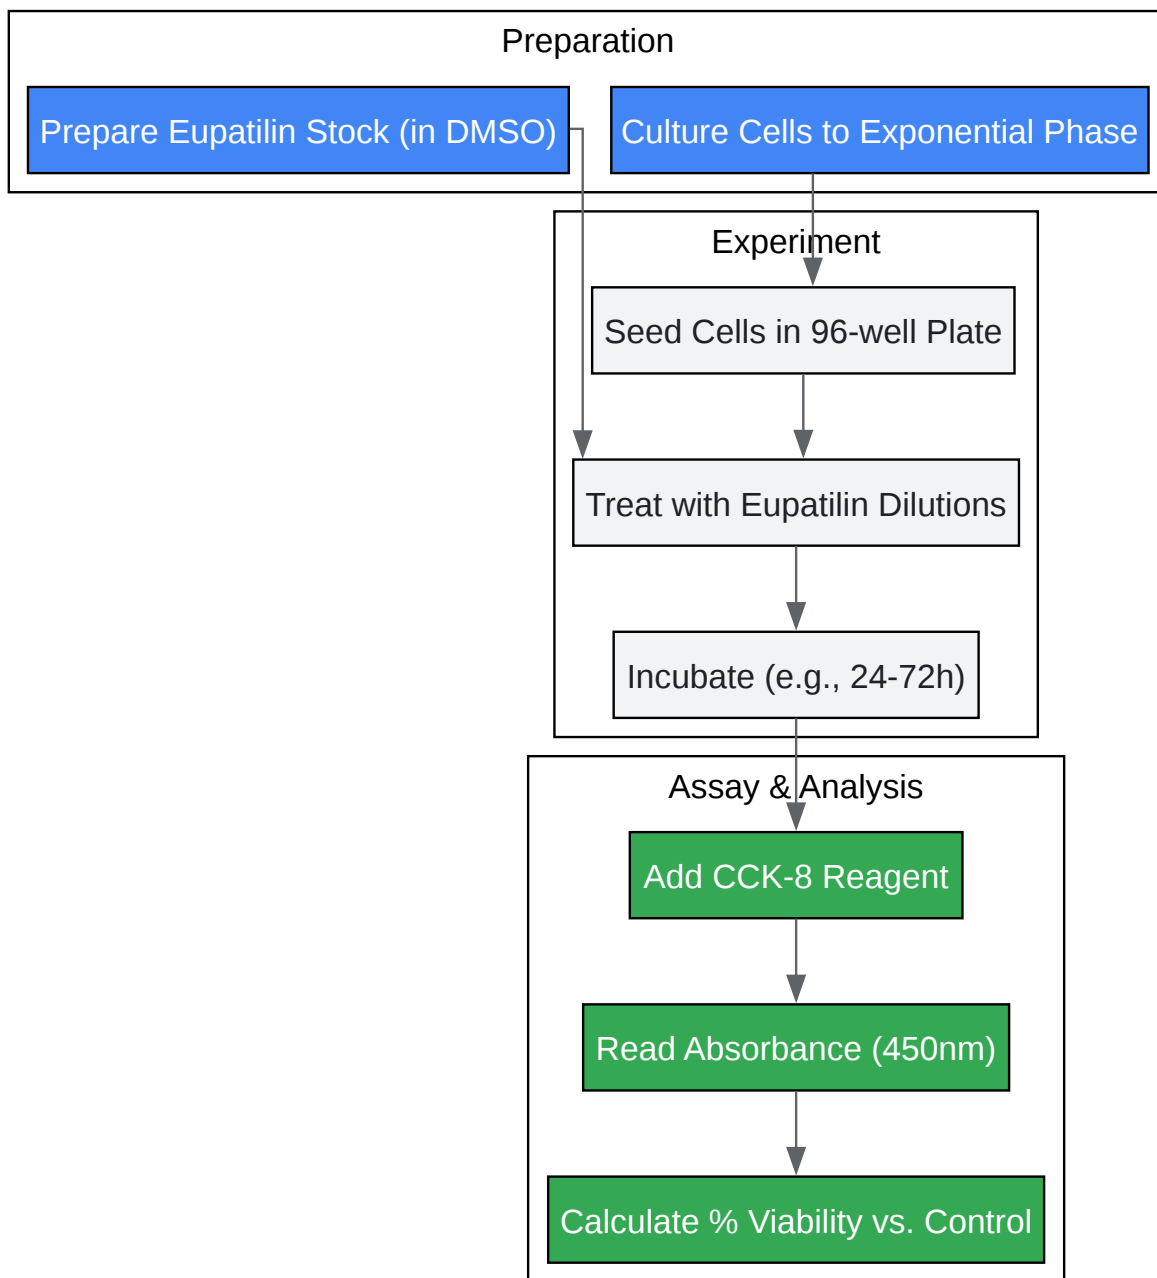 Preparation
Prepare Eupatilin Stock (in DMSO)
Culture Cells to Exponential Phase
Experiment
Seed Cells in 96-well Plate
Treat with Eupatilin Dilutions
Incubate (e.g., 24-72h)
Assay & Analysis
Add CCK-8 Reagent
Read Absorbance (450nm)
Calculate % Viability vs. Control